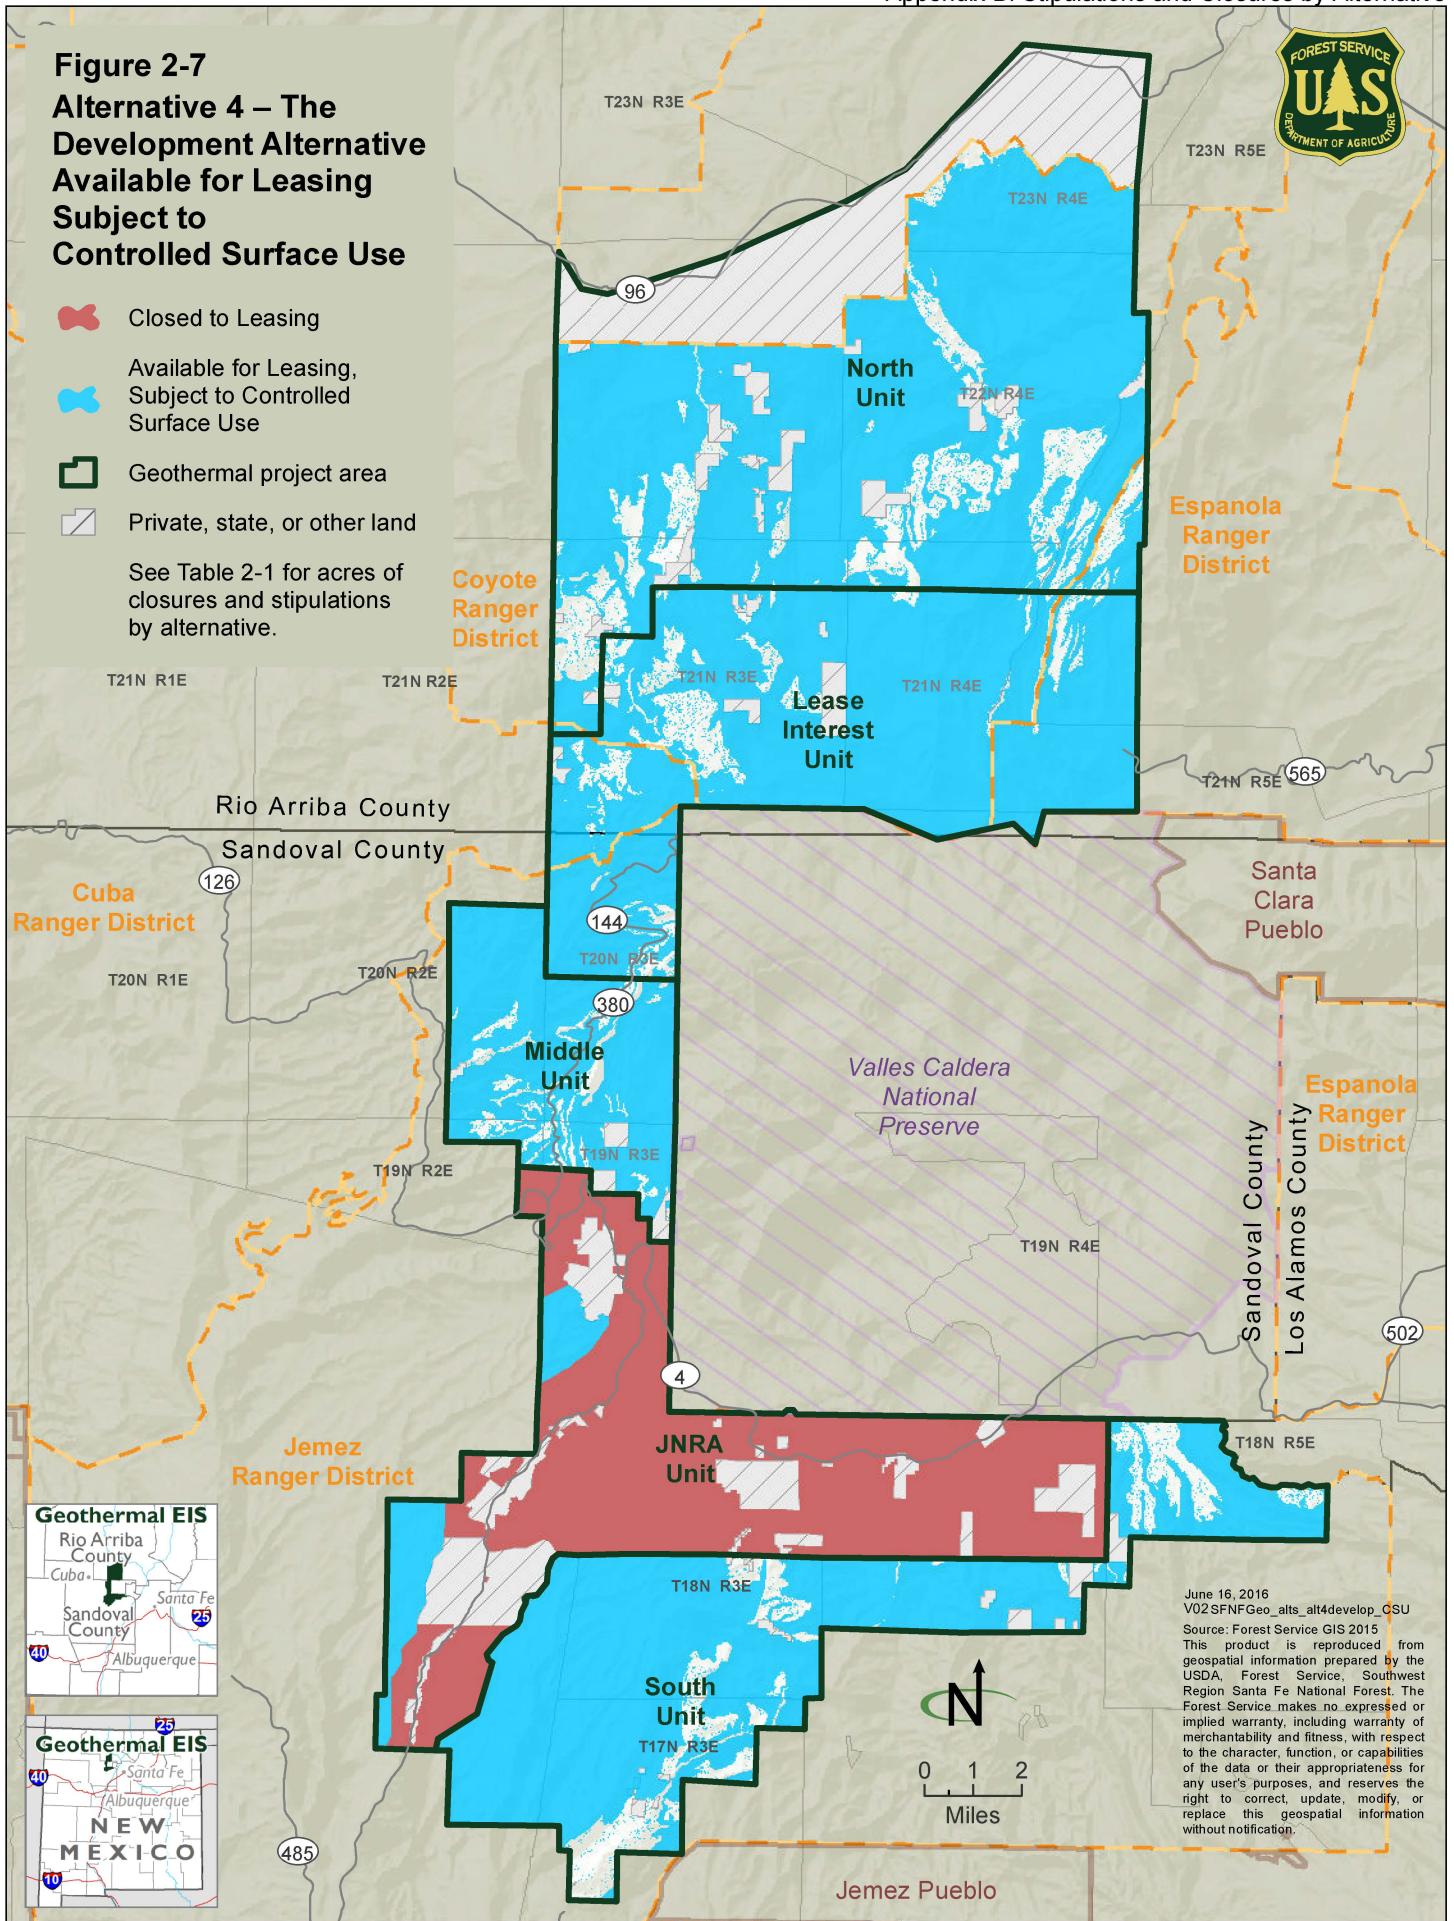 Appendix B. Stipulations and Closures by Alternative
Figure 2-7
Alternative 4 – The
Development Alternative
Available for Leasing
Subject to
Controlled Surface Use
Closed to Leasing
Available for Leasing,
Subject to Controlled
Surface Use
Geothermal project area
Private, state, or other land
See Table 2-1 for acres of
closures and stipulations
by alternative.
FOREST SERVICE
UAS
DEPARTMENT OF AGRICULTURE
T23N R3E
T23N R5E
T23N R4E
96
North
Unit
T22N R4E
Espanola
Ranger
District
Coyote
Ranger
District
T21N R1E
T21N R2E
T21N R3E
T21N R4E
Lease
Interest
Unit
T21N R5E
565
Rio Arriba County
Sandoval County
126
Cuba
Ranger District
Santa
Clara
Pueblo
144
T20N R3E
T20N R1E
T20N R2E
380
Middle
Unit
Valles Caldera
National
Preserve
Espanola
Ranger
District
Sandoval County
Los Alamos County
T19N R3E
T19N R2E
T19N R4E
502
4
JNRA
Unit
T18N R5E
Jemez
Ranger District
Geothermal EIS
Rio Arriba
County
Cuba
Santa Fe
Sandoval
County
25
40
Albuquerque
T18N R3E
South
Unit
T17N R3E
N
0 1 2
Miles
June 16, 2016
V02 SFNFGeo_alts_alt4develop_CSU
Source: Forest Service GIS 2015
This product is reproduced from
geospatial information prepared by the
USDA, Forest Service, Southwest
Region Santa Fe National Forest. The
Forest Service makes no expressed or
implied warranty, including warranty of
merchantability and fitness, with respect
to the character, function, or capabilities
of the data or their appropriateness for
any user's purposes, and reserves the
right to correct, update, modify, or
replace this geospatial information
without notification.
25
Geothermal EIS
40
Santa Fe
Albuquerque
NEW
MEXICO
10
485
Jemez Pueblo